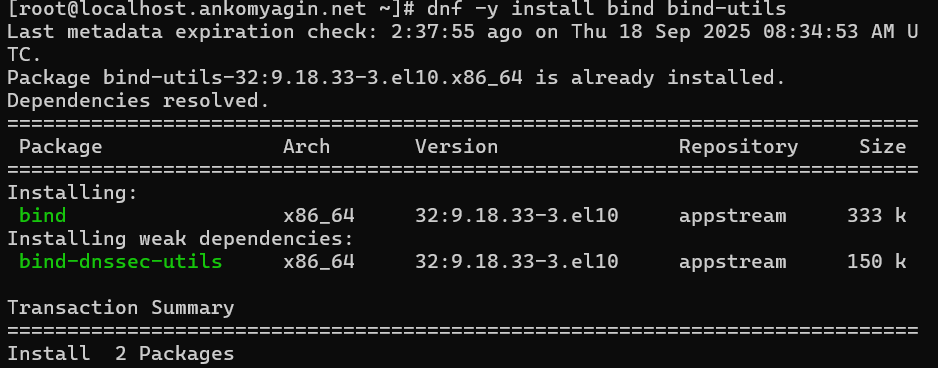 [root@localhost.ankomyagin.net ~]# dnf -y install bind bind-utils
Last metadata expiration check: 2:37:55 ago on Thu 18 Sep 2025 08:34:53 AM U
TC.
Package bind-utils-32:9.18.33-3.el10.x86_64 is already installed.
Dependencies resolved.
============================================================================
 Package               Arch       Version                Repository     Size
============================================================================
Installing:
 bind                  x86_64     32:9.18.33-3.el10     appstream     333 k
Installing weak dependencies:
 bind-dnssec-utils     x86_64     32:9.18.33-3.el10     appstream     150 k

Transaction Summary
============================================================================
Install  2 Packages